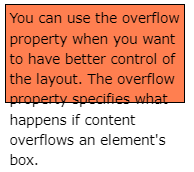 You can use the overflow
property when you want
to have better control of
the layout. The overflow
property specifies what
happens if content
overflows an element's
box.